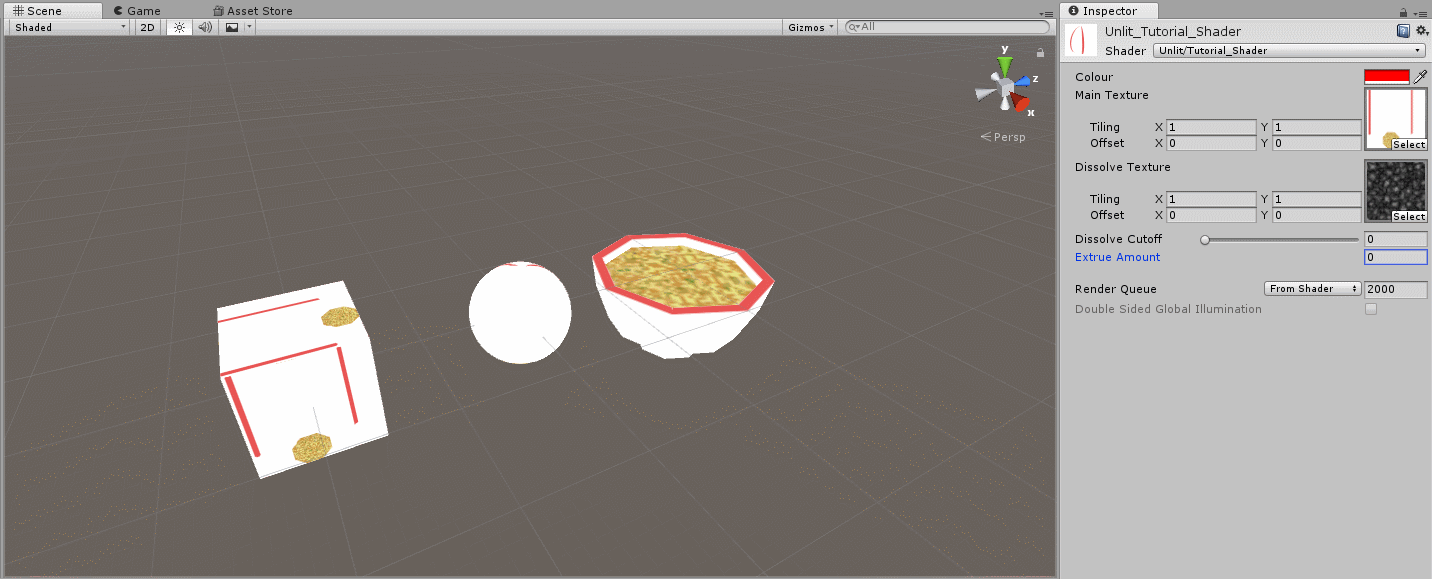 Scene Game Asset Store
Shaded 2D Gizmos All
y
z
x
Persp
Inspector
Unlit_Tutorial_Shader
Shader Unlit/Tutorial_Shader
Colour
Main Texture
Tiling X 1 Y 1
Offset X 0 Y 0
Select
Dissolve Texture
Tiling X 1 Y 1
Offset X 0 Y 0
Select
Dissolve Cutoff 0
Extrue Amount 0
Render Queue From Shader 2000
Double Sided Global Illumination